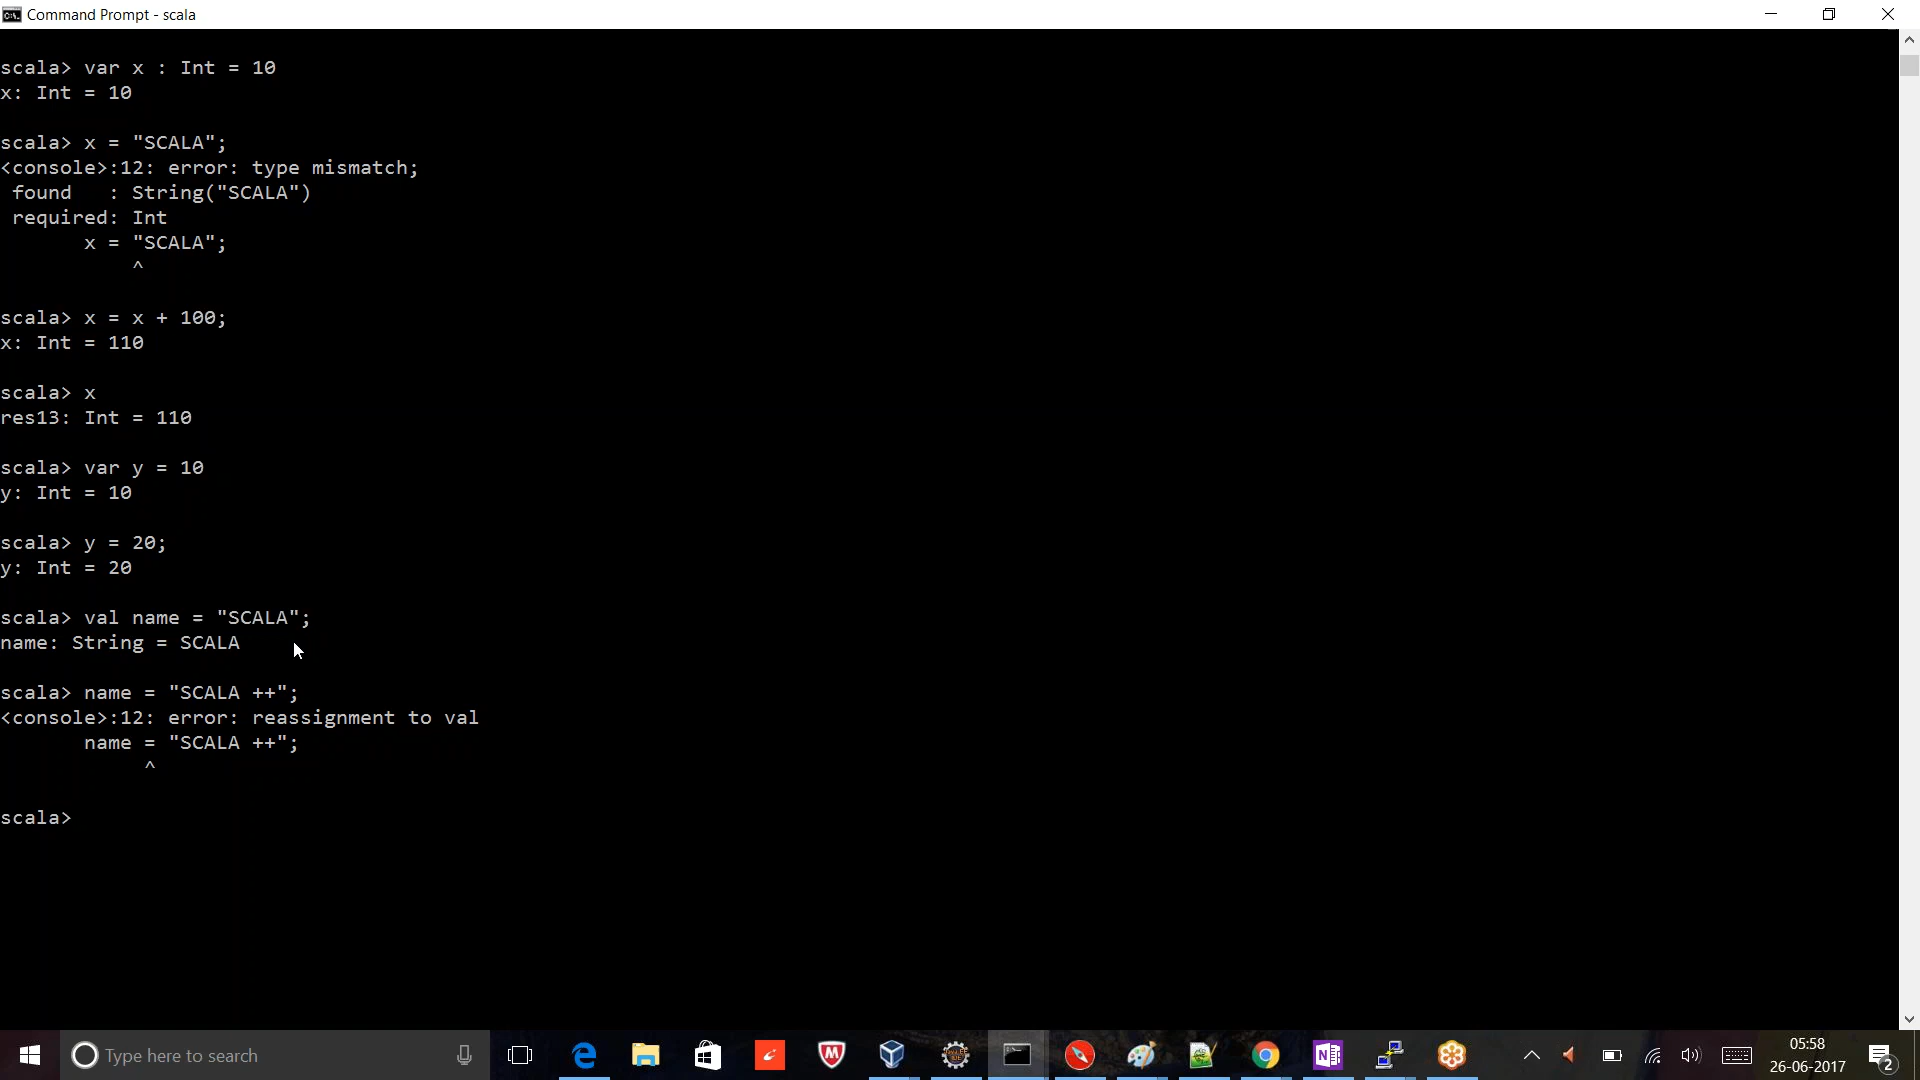 Command Prompt - scala
scala> var x : Int = 10
x: Int = 10
scala> x = "SCALA";
<console>:12: error: type mismatch;
 found   : String("SCALA")
 required: Int
       x = "SCALA";
           ^
scala> x = x + 100;
x: Int = 110
scala> x
res13: Int = 110
scala> var y = 10
y: Int = 10
scala> y = 20;
y: Int = 20
scala> val name = "SCALA";
name: String = SCALA
scala> name = "SCALA ++";
<console>:12: error: reassignment to val
       name = "SCALA ++";
            ^
scala>
Type here to search
05:58
26-06-2017
2